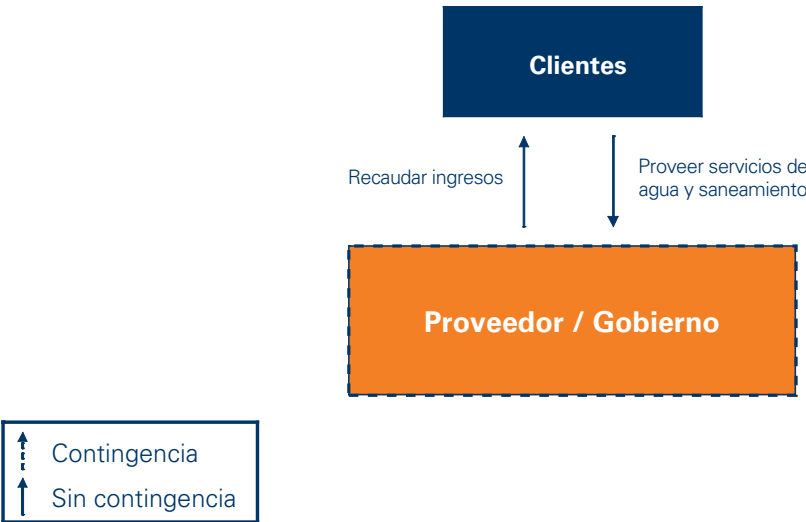 Clientes
Recaudar ingresos
Proveer servicios de
agua y saneamiento
Proveedor / Gobierno
Contingencia
Sin contingencia